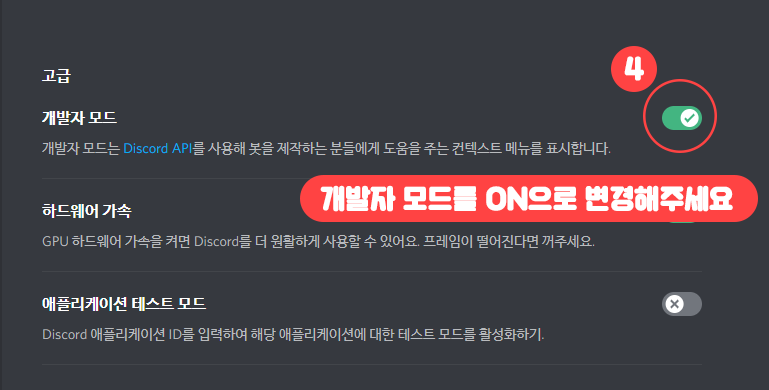 고급
4
개발자 모드
개발자 모드는 Discord API를 사용해 봇을 제작하는 분들에게 도움을 주는 컨텍스트 메뉴를 표시합니다.
개발자 모드를 ON으로 변경해주세요
하드웨어 가속
GPU 하드웨어 가속을 켜면 Discord를 더 원활하게 사용할 수 있어요. 프레임이 떨어진다면 꺼주세요.
애플리케이션 테스트 모드
Discord 애플리케이션 ID를 입력하여 해당 애플리케이션에 대한 테스트 모드를 활성화하기.